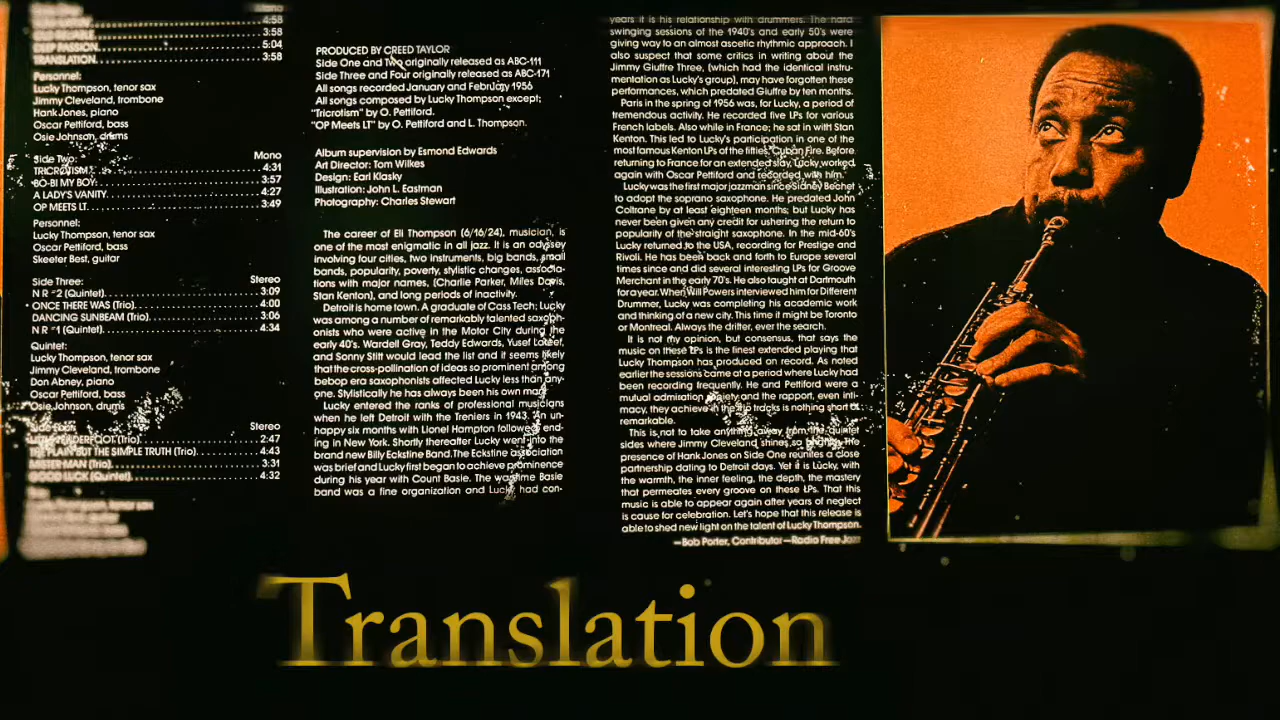 Mono
4:58
3:58
DEEP PASSION 5:04
TRANSLATION 3:58
Personnel:
Lucky Thompson, tenor sax
Jimmy Cleveland, trombone
Hank Jones, piano
Oscar Pettiford, bass
Osie Johnson, drums
Side Two: Mono
TRICROTISM 4:31
BO-BI MY BOY 3:57
A LADY'S VANITY 4:27
OP MEETS LT 3:49
Personnel:
Lucky Thompson, tenor sax
Oscar Pettiford, bass
Skeeter Best, guitar
Side Three: Stereo
N R #2 (Quintet) 3:09
• ONCE THERE WAS (Trio) 4:00
DANCING SUNBEAM (Trio) 3:06
N R #1 (Quintet) 4:34
Quintet:
Lucky Thompson, tenor sax
Jimmy Cleveland, trombone
Don Abney, piano
Oscar Pettiford, bass
Osie Johnson, drums
Side Four: Stereo
(Trio) 2:47
THE PLAIN BUT THE SIMPLE TRUTH (Trio) 4:43
MISTER MAN (Trio) 3:31
GOOD LUCK (Quintet) 4:32
PRODUCED BY CREED TAYLOR
Side One and Two originally released as ABC-111
Side Three and Four originally released as ABC-171
All songs recorded January and February 1956
All songs composed by Lucky Thompson except;
"Tricrotism" by O. Pettiford.
"OP Meets LT" by O. Pettiford and L. Thompson.
Album supervision by Esmond Edwards
Art Director: Tom Wilkes
Design: Earl Klasky
Illustration: John L. Eastman
Photography: Charles Stewart
The career of Eli Thompson (6/16/24), musician, is
one of the most enigmatic in all jazz. It is an odyssey
involving four cities, two instruments, big bands, small
bands, popularity, poverty, stylistic changes, associa-
tions with major names, (Charlie Parker, Miles Davis,
Stan Kenton), and long periods of inactivity.
Detroit is home town. A graduate of Cass Tech; Lucky
was among a number of remarkably talented saxoph-
onists who were active in the Motor City during the
early 40's. Wardell Gray, Teddy Edwards, Yusef Lateef,
and Sonny Stitt would lead the list and it seems likely
that the cross-pollination of ideas so prominent among
bebop era saxophonists affected Lucky less than any-
one. Stylistically he has always been his own man.
Lucky entered the ranks of professional musicians
when he left Detroit with the Treniers in 1943. An un-
happy six months with Lionel Hampton followed end-
ing in New York. Shortly thereafter Lucky went into the
brand new Billy Eckstine Band. The Eckstine association
was brief and Lucky first began to achieve prominence
during his year with Count Basie. The wartime Basie
band was a fine organization and Lucky had con-
years it is his relationship with drummers. The hard
swinging sessions of the 1940's and early 50's were
giving way to an almost ascetic rhythmic approach. I
also suspect that some critics in writing about the
Jimmy Giuffre Three, (which had the identical instru-
mentation as Lucky's group), may have forgotten these
performances, which predated Giuffre by ten months.
Paris in the spring of 1956 was, for Lucky, a period of
tremendous activity. He recorded five LPs for various
French labels. Also while in France; he sat in with Stan
Kenton. This led to Lucky's participation in one of the
most famous Kenton LPs of the fifties, Cuban Fire. Before
returning to France for an extended stay, Lucky worked
again with Oscar Pettiford and recorded with him.
Lucky was the first major jazzman since Sidney Bechet
to adopt the soprano saxophone. He predated John
Coltrane by at least eighteen months; but Lucky has
never been given any credit for ushering the return to
popularity of the straight saxophone. In the mid-60's
Lucky returned to the USA, recording for Prestige and
Rivoli. He has been back and forth to Europe several
times since and did several interesting LPs for Groove
Merchant in the early 70's. He also taught at Dartmouth
for a year. When Will Powers interviewed him for Different
Drummer, Lucky was completing his academic work
and thinking of a new city. This time it might be Toronto
or Montreal. Always the drifter, ever the search.
It is not my opinion, but consensus, that says the
music on these LPs is the finest extended playing that
Lucky Thompson has produced on record. As noted
earlier the sessions came at a period where Lucky had
been recording frequently. He and Pettiford were a
mutual admiration society and the rapport, even inti-
macy, they achieve in the trio tracks is nothing short of
remarkable.
This is not to take anything away from the quintet
sides where Jimmy Cleveland shines so brightly. The
presence of Hank Jones on Side One reunites a close
partnership dating to Detroit days. Yet it is Lucky, with
the warmth, the inner feeling, the depth, the mastery
that permeates every groove on these LPs. That this
music is able to appear again after years of neglect
is cause for celebration. Let's hope that this release is
able to shed new light on the talent of Lucky Thompson.
—Bob Porter, Contributor—Radio Free Jazz
Translation